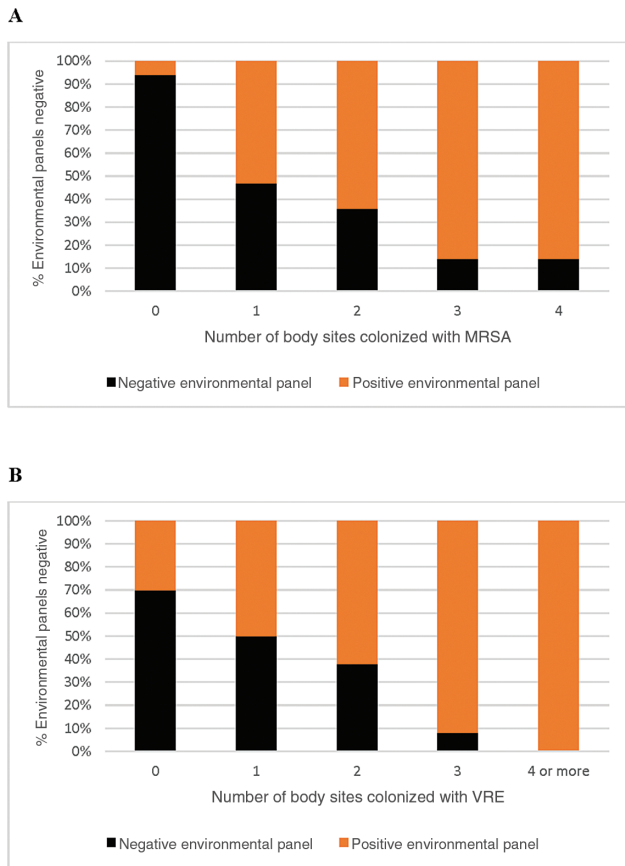 A
100%
90%
80%
70%
60%
50%
40%
30%
20%
10%
0%
% Environmental panels negative
0 1 2 3 4
Number of body sites colonized with MRSA
Negative environmental panel Positive environmental panel
B
100%
90%
80%
70%
60%
50%
40%
30%
20%
10%
0%
% Environmental panels negative
0 1 2 3 4 or more
Number of body sites colonized with VRE
Negative environmental panel Positive environmental panel